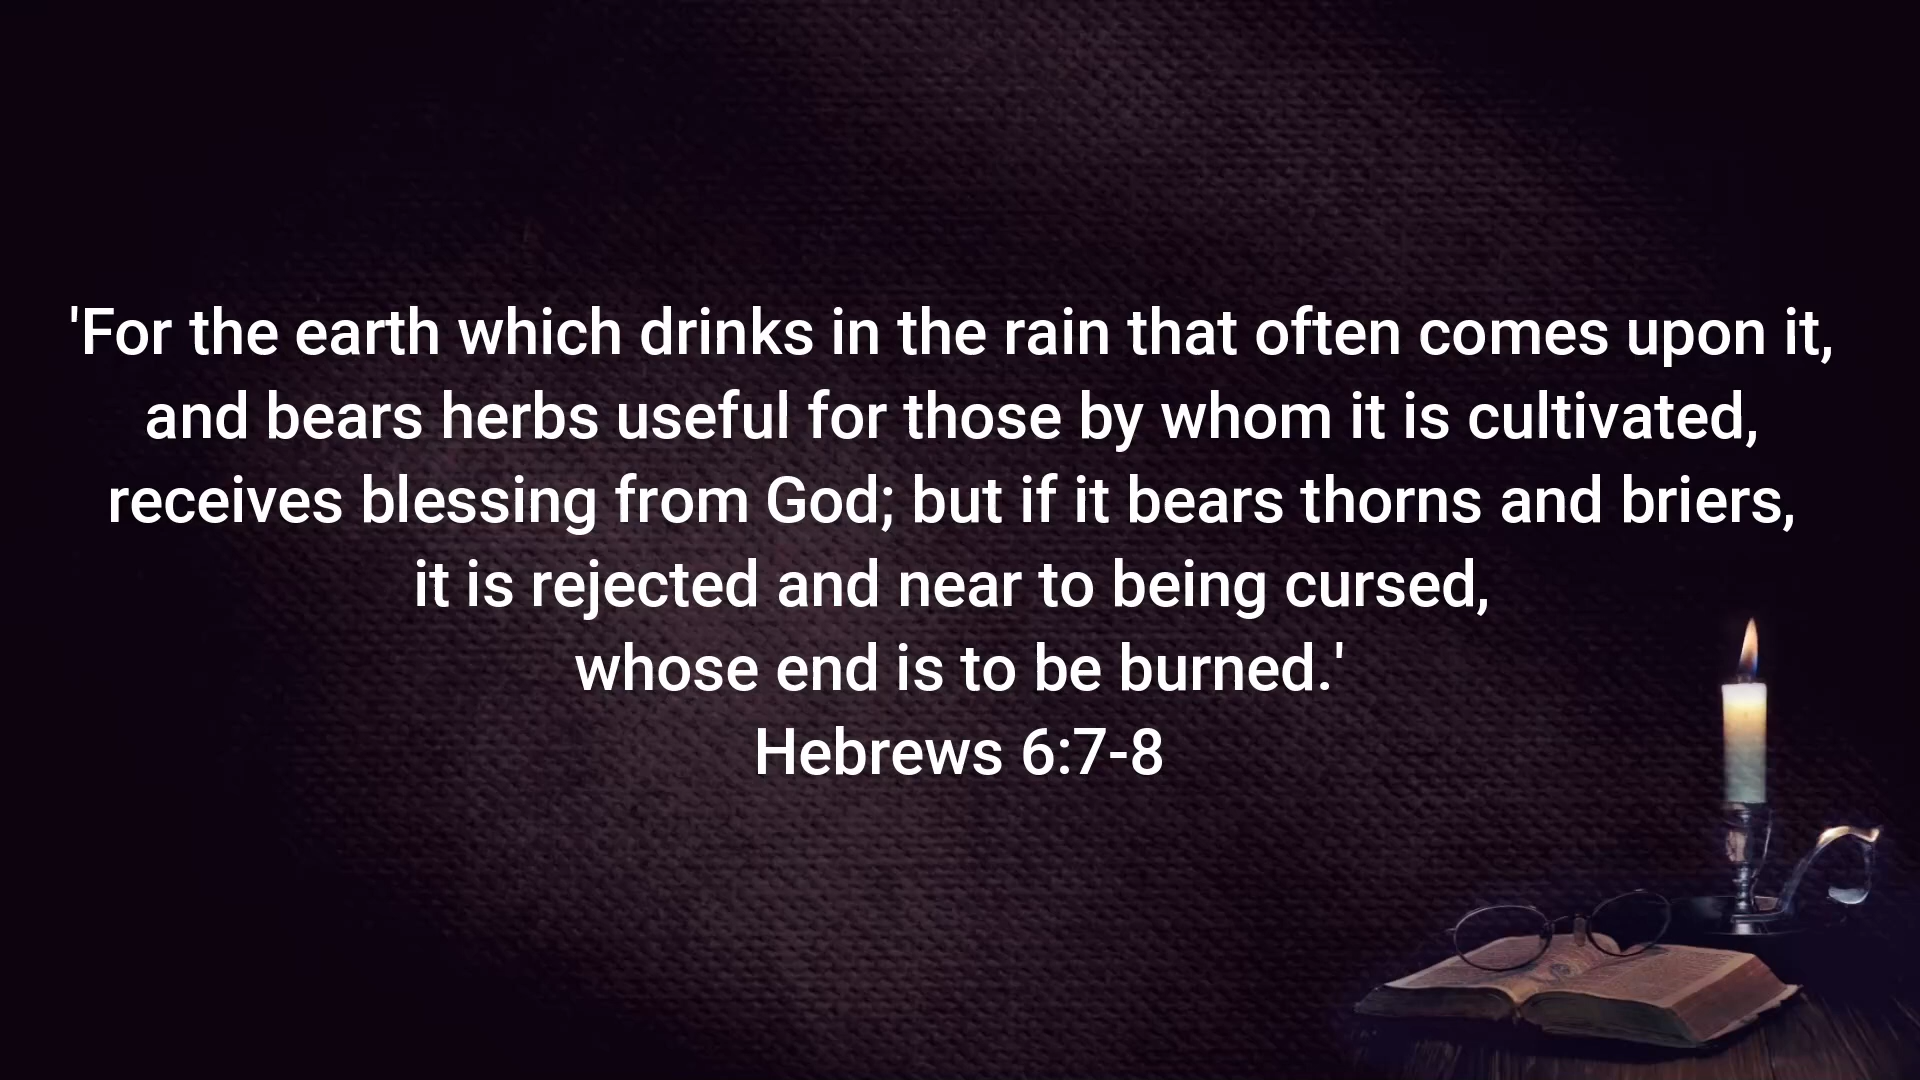 'For the earth which drinks in the rain that often comes upon it,
and bears herbs useful for those by whom it is cultivated,
receives blessing from God; but if it bears thorns and briers,
it is rejected and near to being cursed,
whose end is to be burned.'
Hebrews 6:7-8